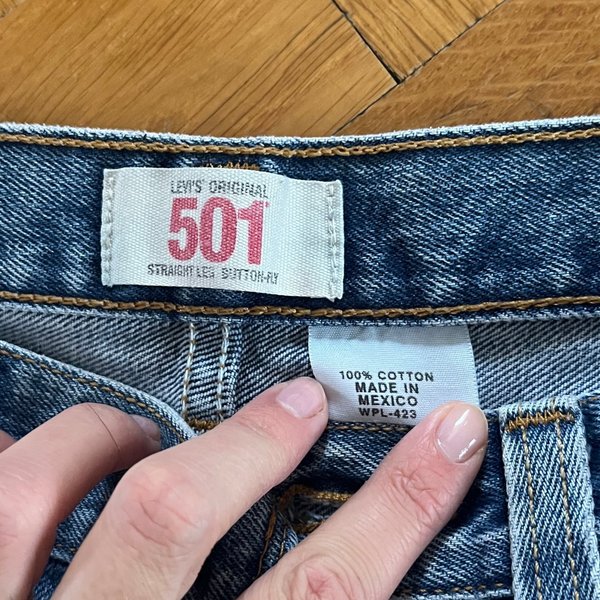 LEVI'S® ORIGINAL
501®
STRAIGHT LEG BUTTON-FLY
100% COTTON
MADE IN
MEXICO
WPL-423